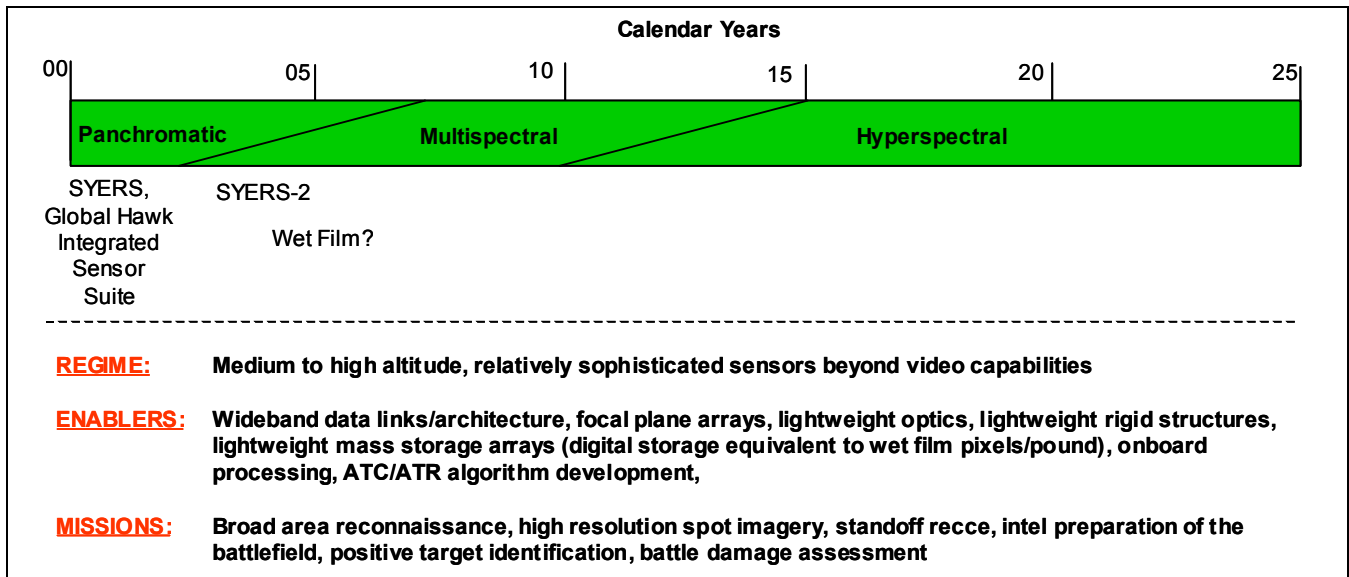 Calendar Years
00 05 10 15 20 25
Panchromatic Multispectral Hyperspectral
SYERS,
Global Hawk
Integrated
Sensor
Suite
SYERS-2
Wet Film?
REGIME: Medium to high altitude, relatively sophisticated sensors beyond video capabilities
ENABLERS: Wideband data links/architecture, focal plane arrays, lightweight optics, lightweight rigid structures,
lightweight mass storage arrays (digital storage equivalent to wet film pixels/pound), onboard
processing, ATC/ATR algorithm development,
MISSIONS: Broad area reconnaissance, high resolution spot imagery, standoff recce, intel preparation of the
battlefield, positive target identification, battle damage assessment